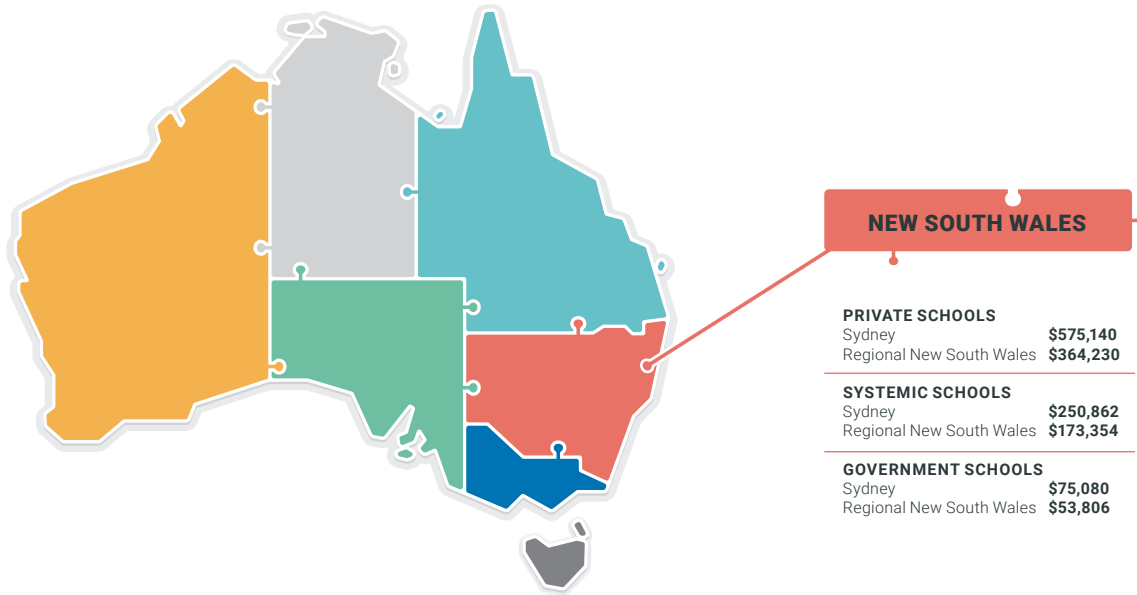 NEW SOUTH WALES
PRIVATE SCHOOLS
Sydney $575,140
Regional New South Wales $364,230
SYSTEMIC SCHOOLS
Sydney $250,862
Regional New South Wales $173,354
GOVERNMENT SCHOOLS
Sydney $75,080
Regional New South Wales $53,806